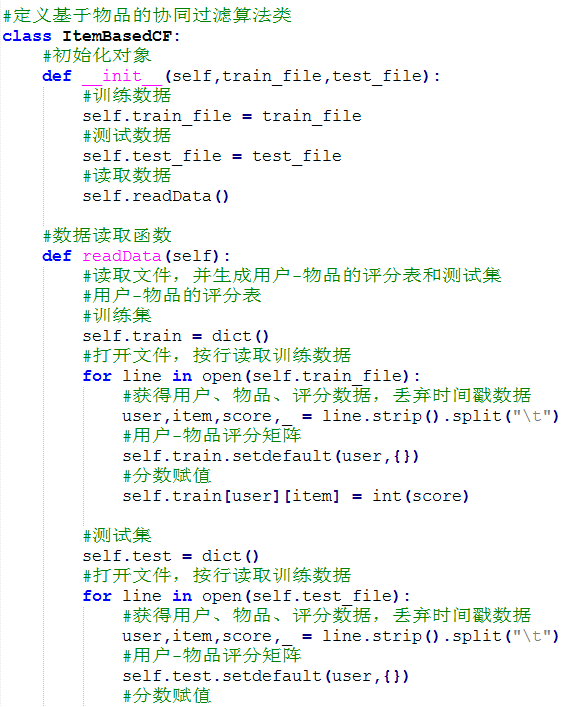 #定义基于物品的协同过滤算法类
class ItemBasedCF:
    #初始化对象
    def __init__(self,train_file,test_file):
        #训练数据
        self.train_file = train_file
        #测试数据
        self.test_file = test_file
        #读取数据
        self.readData()

    #数据读取函数
    def readData(self):
        #读取文件，并生成用户-物品的评分表和测试集
        #用户-物品的评分表
        #训练集
        self.train = dict()
        #打开文件，按行读取训练数据
        for line in open(self.train_file):
            #获得用户、物品、评分数据，丢弃时间戳数据
            user,item,score,_ = line.strip().split("\t")
            #用户-物品评分矩阵
            self.train.setdefault(user,{})
            #分数赋值
            self.train[user][item] = int(score)

        #测试集
        self.test = dict()
        #打开文件，按行读取训练数据
        for line in open(self.test_file):
            #获得用户、物品、评分数据，丢弃时间戳数据
            user,item,score,_ = line.strip().split("\t")
            #用户-物品评分矩阵
            self.test.setdefault(user,{})
            #分数赋值